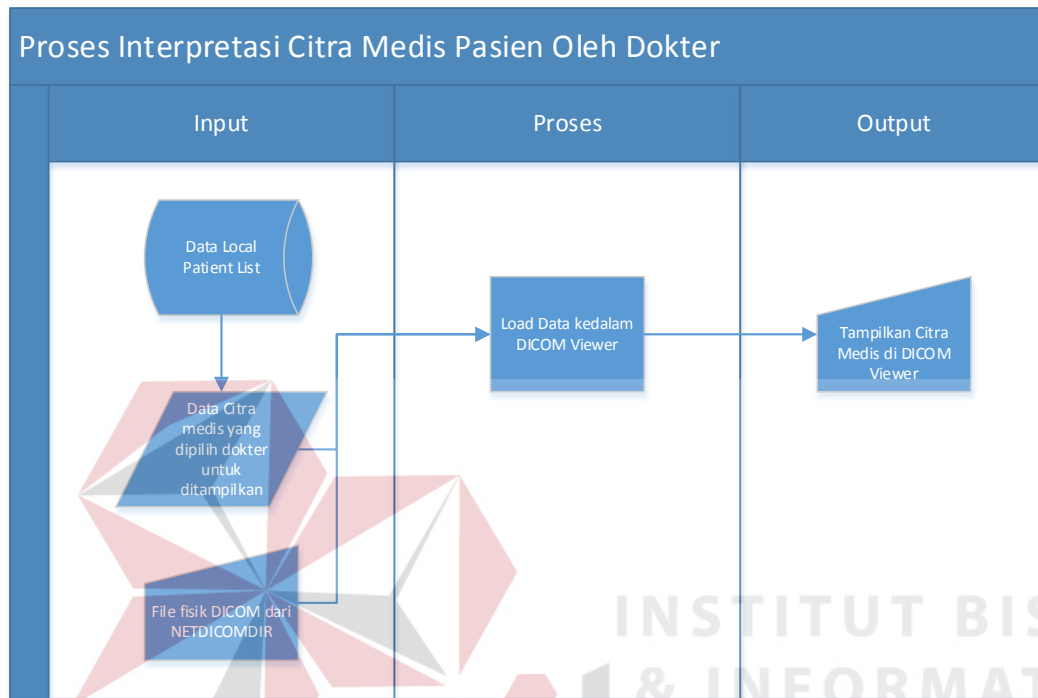 Proses Interpretasi Citra Medis Pasien Oleh Dokter
Input
Proses
Output
Data Local
Patient List
Data Citra
medis yang
dipilih dokter
untuk
ditampilkan
File fisik DICOM dari
NETDICOMDIR
Load Data kedalam
DICOM Viewer
Tampilkan Citra
Medis di DICOM
Viewer
INSTITUT BIS
& INFORMAT